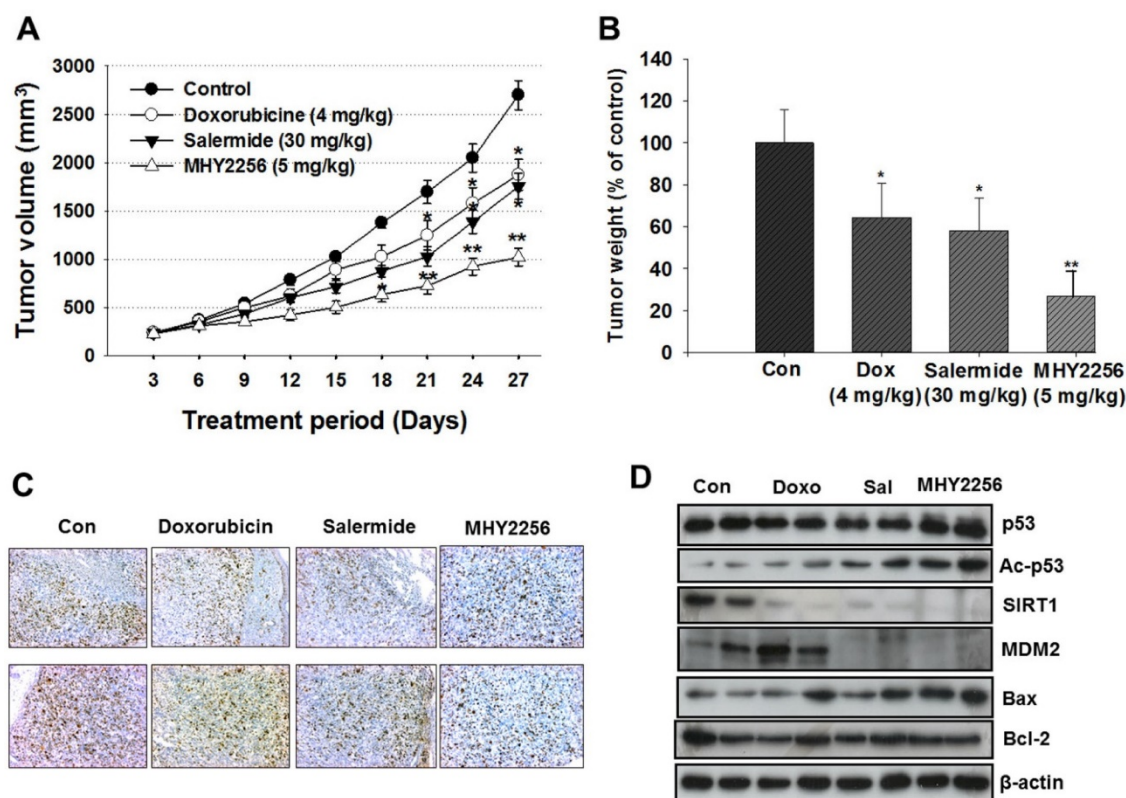 A
Tumor volume (mm³)
3000
2500
2000
1500
1000
500
0
Control
Doxorubicine (4 mg/kg)
Salermide (30 mg/kg)
MHY2256 (5 mg/kg)
*
*
*
*
*
*
**
**
**
*
3 6 9 12 15 18 21 24 27
Treatment period (Days)
B
Tumor weight (% of control)
140
120
100
80
60
40
20
0
*
*
**
Con Dox Salermide MHY2256
(4 mg/kg) (30 mg/kg) (5 mg/kg)
C
Con Doxorubicin Salermide MHY2256
D
Con Doxo Sal MHY2256
p53
Ac-p53
SIRT1
MDM2
Bax
Bcl-2
β-actin